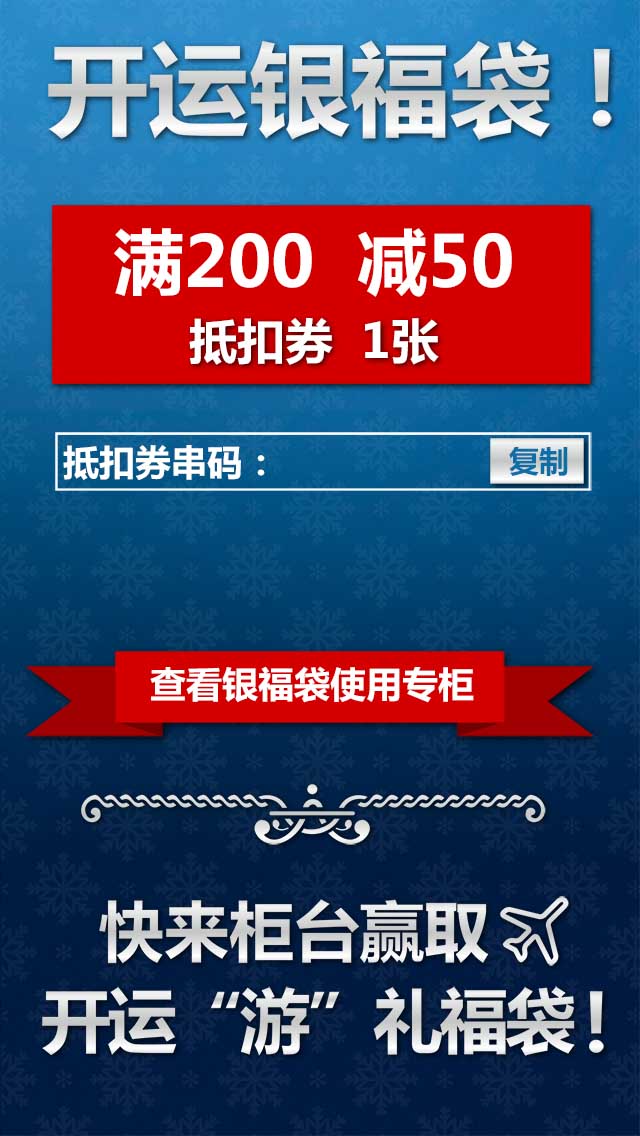 开运银福袋！
满200 减50
抵扣券 1张
抵扣券串码： 复制
查看银福袋使用专柜
快来柜台赢取
开运“游”礼福袋！